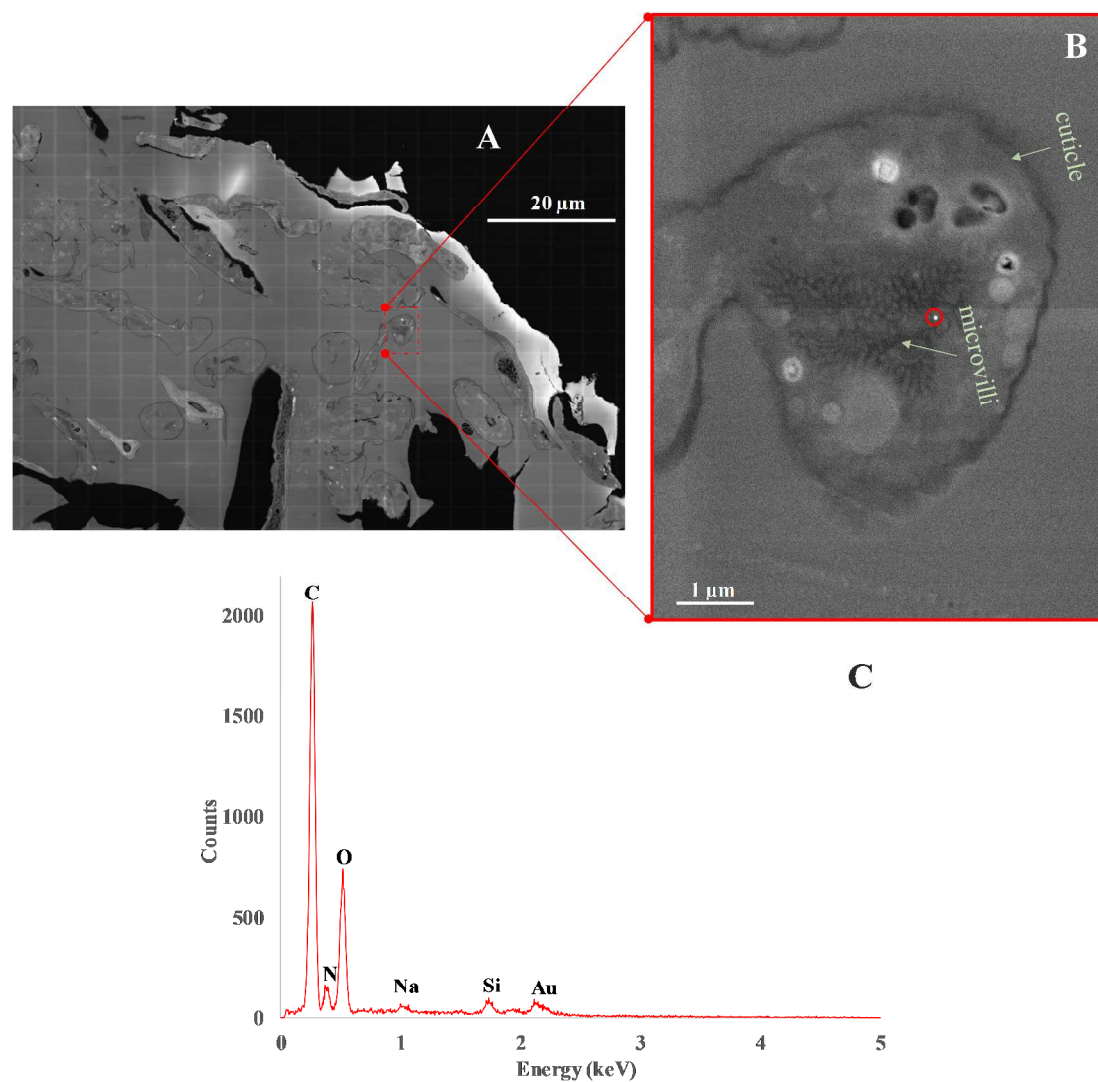 A
20 µm
B
cuticle
microvilli
1 µm
C
C
2000
1500
1000
500
0
Counts
O
N
Na
Si
Au
0
1
2
3
4
5
Energy (keV)